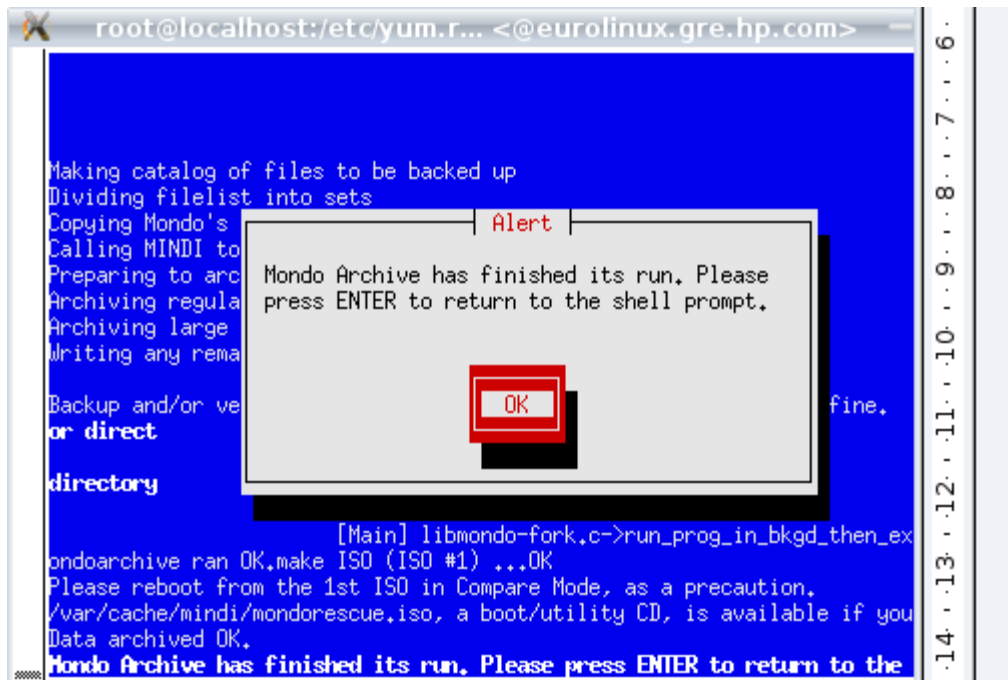 root@localhost:/etc/yum.r... <@eurolinux.gre.hp.com>
Making catalog of files to be backed up
Dividing filelist into sets
Copying Mondo's
Calling MINDI to
Preparing to arc
Archiving regula
Archiving large
Writing any rema
Backup and/or ve
fine.
or direct
directory
Alert
Mondo Archive has finished its run. Please
press ENTER to return to the shell prompt.
OK
[Main] libmondo-fork.c->run_prog_in_bkgd_then_ex
ondoarchive ran OK.make ISO (ISO #1) ...OK
Please reboot from the 1st ISO in Compare Mode, as a precaution.
/var/cache/mindi/mondorescue.iso, a boot/utility CD, is available if you
Data archived OK.
Mondo Archive has finished its run. Please press ENTER to return to the
6
7
8
9
10
11
12
13
14